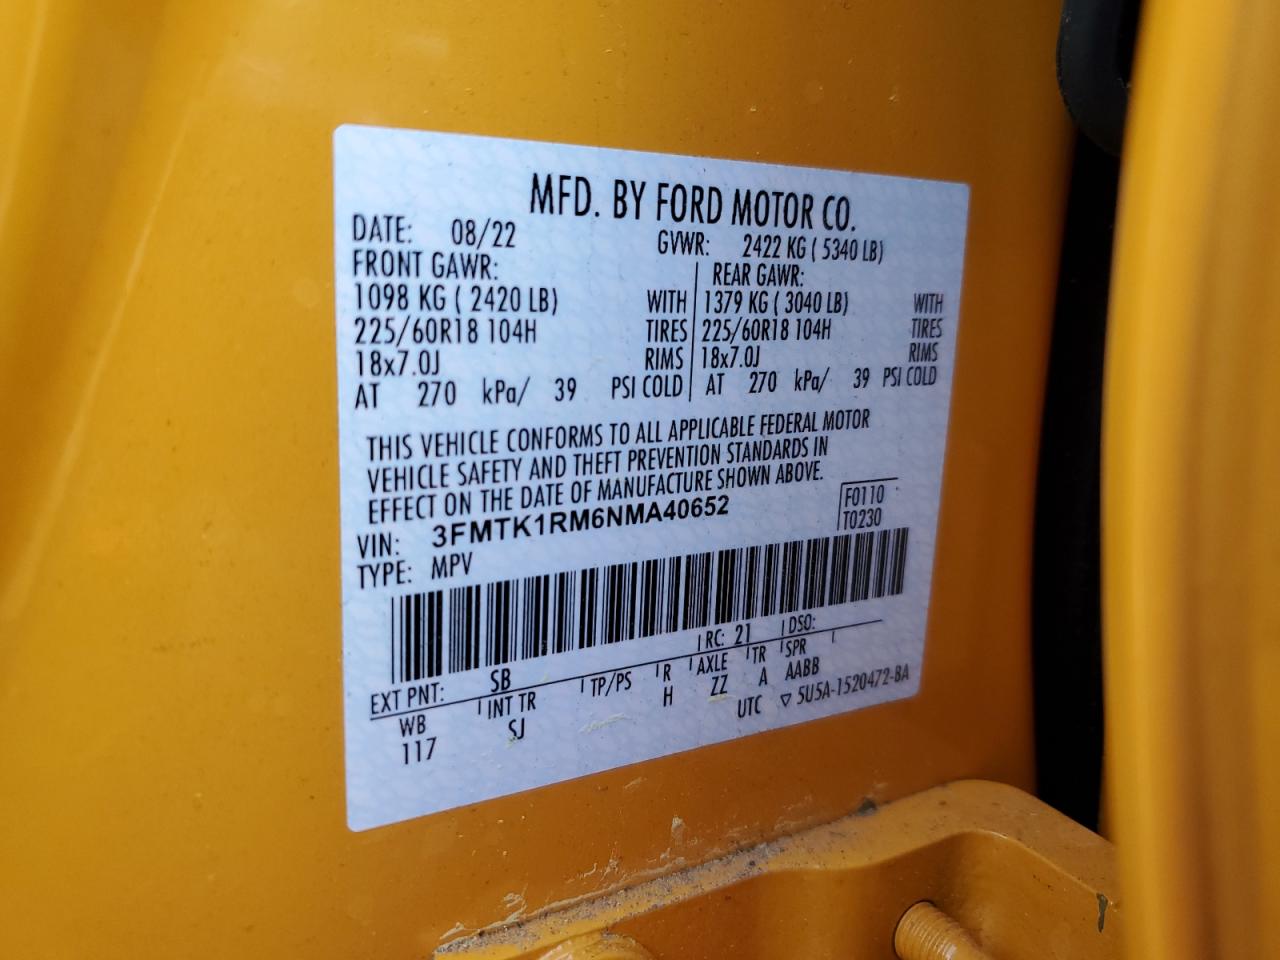 MFD. BY FORD MOTOR CO.
DATE: 08/22 GVWR: 2422 KG ( 5340 LB)
FRONT GAWR: REAR GAWR:
1098 KG ( 2420 LB) WITH 1379 KG ( 3040 LB) WITH
225/60R18 104H TIRES 225/60R18 104H TIRES
18x7.0J RIMS 18x7.0J RIMS
AT 270 kPa/ 39 PSI COLD AT 270 kPa/ 39 PSI COLD
THIS VEHICLE CONFORMS TO ALL APPLICABLE FEDERAL MOTOR
VEHICLE SAFETY AND THEFT PREVENTION STANDARDS IN
EFFECT ON THE DATE OF MANUFACTURE SHOWN ABOVE.
VIN: 3FMTK1RM6NMA40652 F0110
TYPE: MPV T0230
EXT PNT: SB RC: 21 DSO:
WB INT TR TP/PS R AXLE TR SPR
117 SJ H ZZ A AABB
UTC ▽ 5U5A-1520472-BA